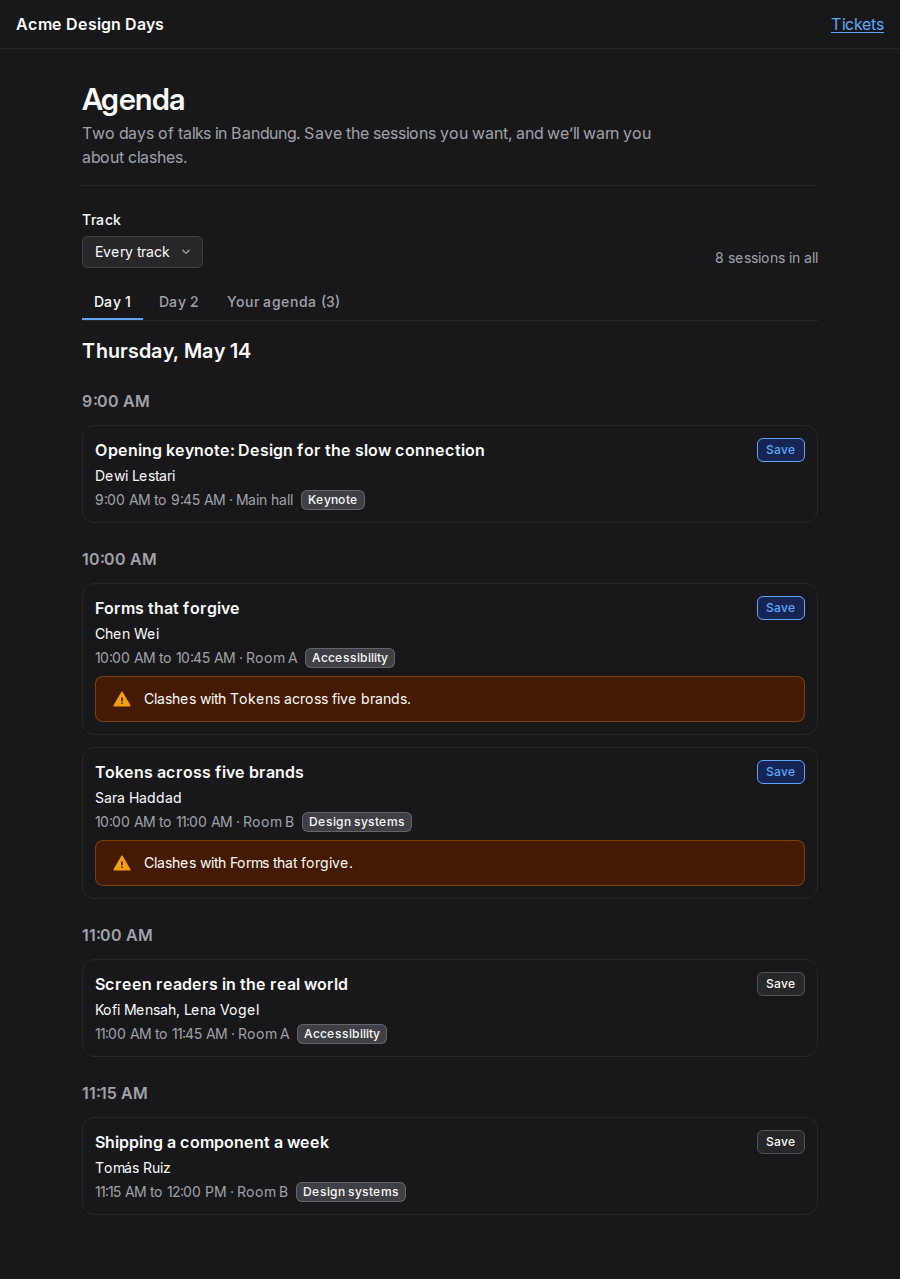 Acme Design Days
Tickets
Agenda
Two days of talks in Bandung. Save the sessions you want, and we’ll warn you
about clashes.
Track
Every track
8 sessions in all
Day 1
Day 2
Your agenda (3)
Thursday, May 14
9:00 AM
Opening keynote: Design for the slow connection
Save
Dewi Lestari
9:00 AM to 9:45 AM · Main hall
Keynote
10:00 AM
Forms that forgive
Save
Chen Wei
10:00 AM to 10:45 AM · Room A
Accessibility
Clashes with Tokens across five brands.
Tokens across five brands
Save
Sara Haddad
10:00 AM to 11:00 AM · Room B
Design systems
Clashes with Forms that forgive.
11:00 AM
Screen readers in the real world
Save
Kofi Mensah, Lena Vogel
11:00 AM to 11:45 AM · Room A
Accessibility
11:15 AM
Shipping a component a week
Save
Tomás Ruiz
11:15 AM to 12:00 PM · Room B
Design systems